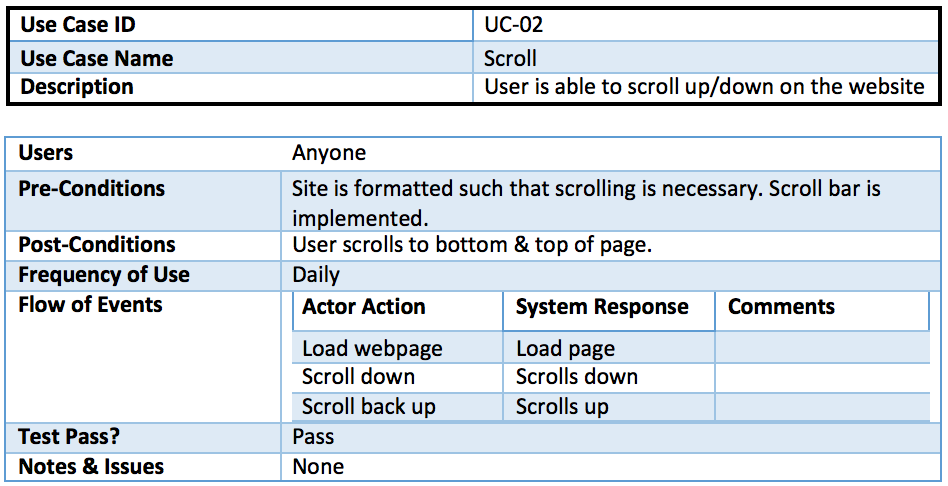 Use Case ID UC-02
Use Case Name Scroll
Description User is able to scroll up/down on the website
Users Anyone
Pre-Conditions Site is formatted such that scrolling is necessary. Scroll bar is
implemented.
Post-Conditions User scrolls to bottom & top of page.
Frequency of Use Daily
Flow of Events Actor Action System Response Comments
Load webpage Load page
Scroll down Scrolls down
Scroll back up Scrolls up
Test Pass? Pass
Notes & Issues None